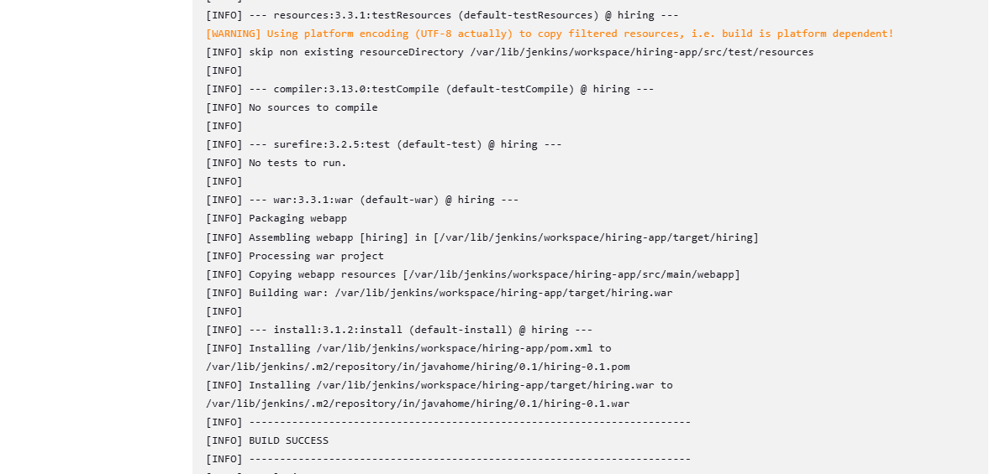 [INFO] --- resources:3.3.1:testResources (default-testResources) @ hiring ---
[WARNING] Using platform encoding (UTF-8 actually) to copy filtered resources, i.e. build is platform dependent!
[INFO] skip non existing resourceDirectory /var/lib/jenkins/workspace/hiring-app/src/test/resources
[INFO]
[INFO] --- compiler:3.13.0:testCompile (default-testCompile) @ hiring ---
[INFO] No sources to compile
[INFO]
[INFO] --- surefire:3.2.5:test (default-test) @ hiring ---
[INFO] No tests to run.
[INFO]
[INFO] --- war:3.3.1:war (default-war) @ hiring ---
[INFO] Packaging webapp
[INFO] Assembling webapp [hiring] in [/var/lib/jenkins/workspace/hiring-app/target/hiring]
[INFO] Processing war project
[INFO] Copying webapp resources [/var/lib/jenkins/workspace/hiring-app/src/main/webapp]
[INFO] Building war: /var/lib/jenkins/workspace/hiring-app/target/hiring.war
[INFO]
[INFO] --- install:3.1.2:install (default-install) @ hiring ---
[INFO] Installing /var/lib/jenkins/workspace/hiring-app/pom.xml to
/var/lib/jenkins/.m2/repository/in/javahome/hiring/0.1/hiring-0.1.pom
[INFO] Installing /var/lib/jenkins/workspace/hiring-app/target/hiring.war to
/var/lib/jenkins/.m2/repository/in/javahome/hiring/0.1/hiring-0.1.war
[INFO] ------------------------------------------------------------------------
[INFO] BUILD SUCCESS
[INFO] ------------------------------------------------------------------------